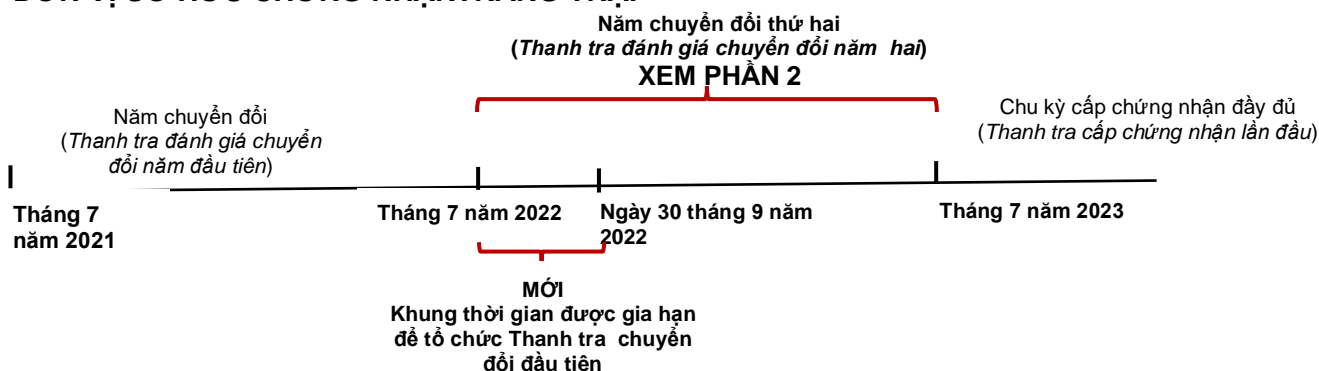 Năm chuyển đổi thứ hai
(Thanh tra đánh giá chuyển đổi năm hai)
XEM PHẦN 2
Năm chuyển đổi
(Thanh tra đánh giá chuyển
đổi năm đầu tiên)
Chu kỳ cấp chứng nhận đầy đủ
(Thanh tra cấp chứng nhận lần đầu)
Tháng 7
năm 2021
Tháng 7 năm 2022
Ngày 30 tháng 9 năm
2022
Tháng 7 năm 2023
MỚI
Khung thời gian được gia hạn
để tổ chức Thanh tra chuyển
đổi đầu tiên